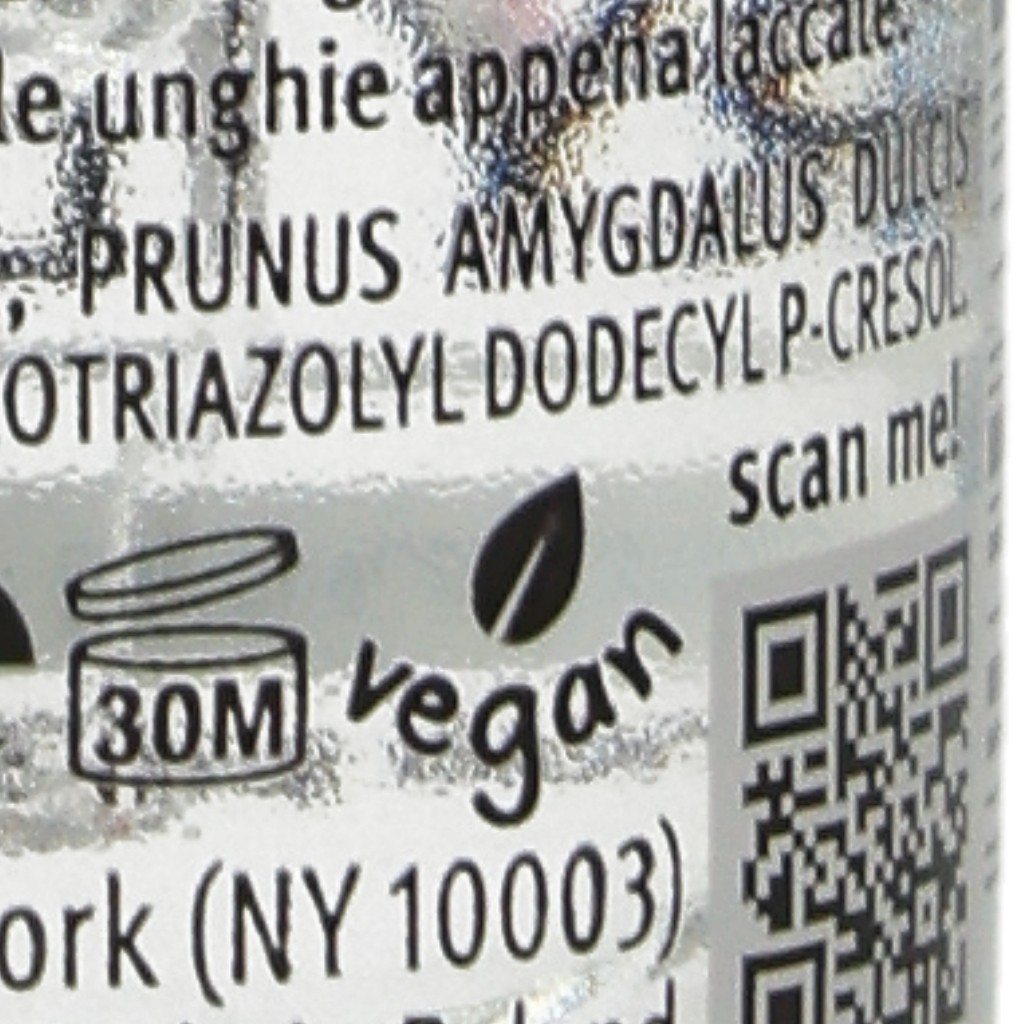 le unghie appena laccate.
, PRUNUS AMYGDALUS DULCIS
OTRIAZOLYL DODECYL P-CRESOL.
scan me!
30M
vegan
ork (NY 10003)